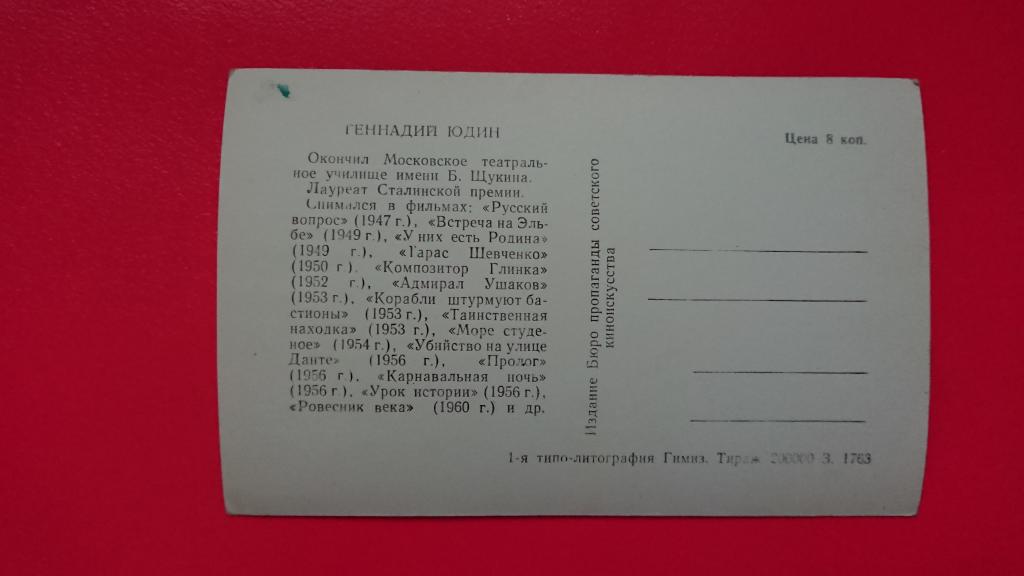 ГЕННАДИЙ ЮДИН
Окончил Московское театраль-
ное училище имени Б. Щукина.
Лауреат Сталинской премии.
Снимался в фильмах: «Русский
вопрос» (1947 г.), «Встреча на Эль-
бе» (1949 г.), «У них есть Родина»
(1949 г.), «Тарас Шевченко»
(1950 г.). «Композитор Глинка»
(1952 г.), «Адмирал Ушаков»
(1953 г.), «Корабли штурмуют ба-
стионы» (1953 г.), «Таинственная
находка» (1953 г.), «Море студе-
ное» (1954 г.), «Убийство на улице
Данте» (1956 г.), «Пролог»
(1956 г.), «Карнавальная ночь»
(1956 г.), «Урок истории» (1956 г.),
«Ровесник века» (1960 г.) и др.
Издание Бюро пропаганды советского
киноискусства
Цена 8 коп.
1-я типо-литография Гимиз. Тираж 200000 З. 1763